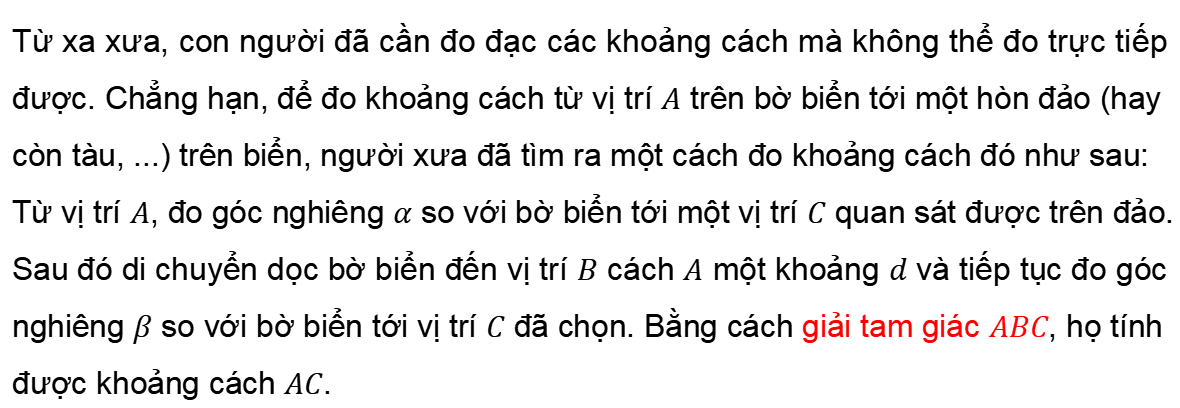 Từ xa xưa, con người đã cần đo đạc các khoảng cách mà không thể đo trực tiếp
được. Chẳng hạn, để đo khoảng cách từ vị trí A trên bờ biển tới một hòn đảo (hay
còn tàu, ...) trên biển, người xưa đã tìm ra một cách đo khoảng cách đó như sau:
Từ vị trí A, đo góc nghiêng α so với bờ biển tới một vị trí C quan sát được trên đảo.
Sau đó di chuyển dọc bờ biển đến vị trí B cách A một khoảng d và tiếp tục đo góc
nghiêng β so với bờ biển tới vị trí C đã chọn. Bằng cách giải tam giác ABC, họ tính
được khoảng cách AC.